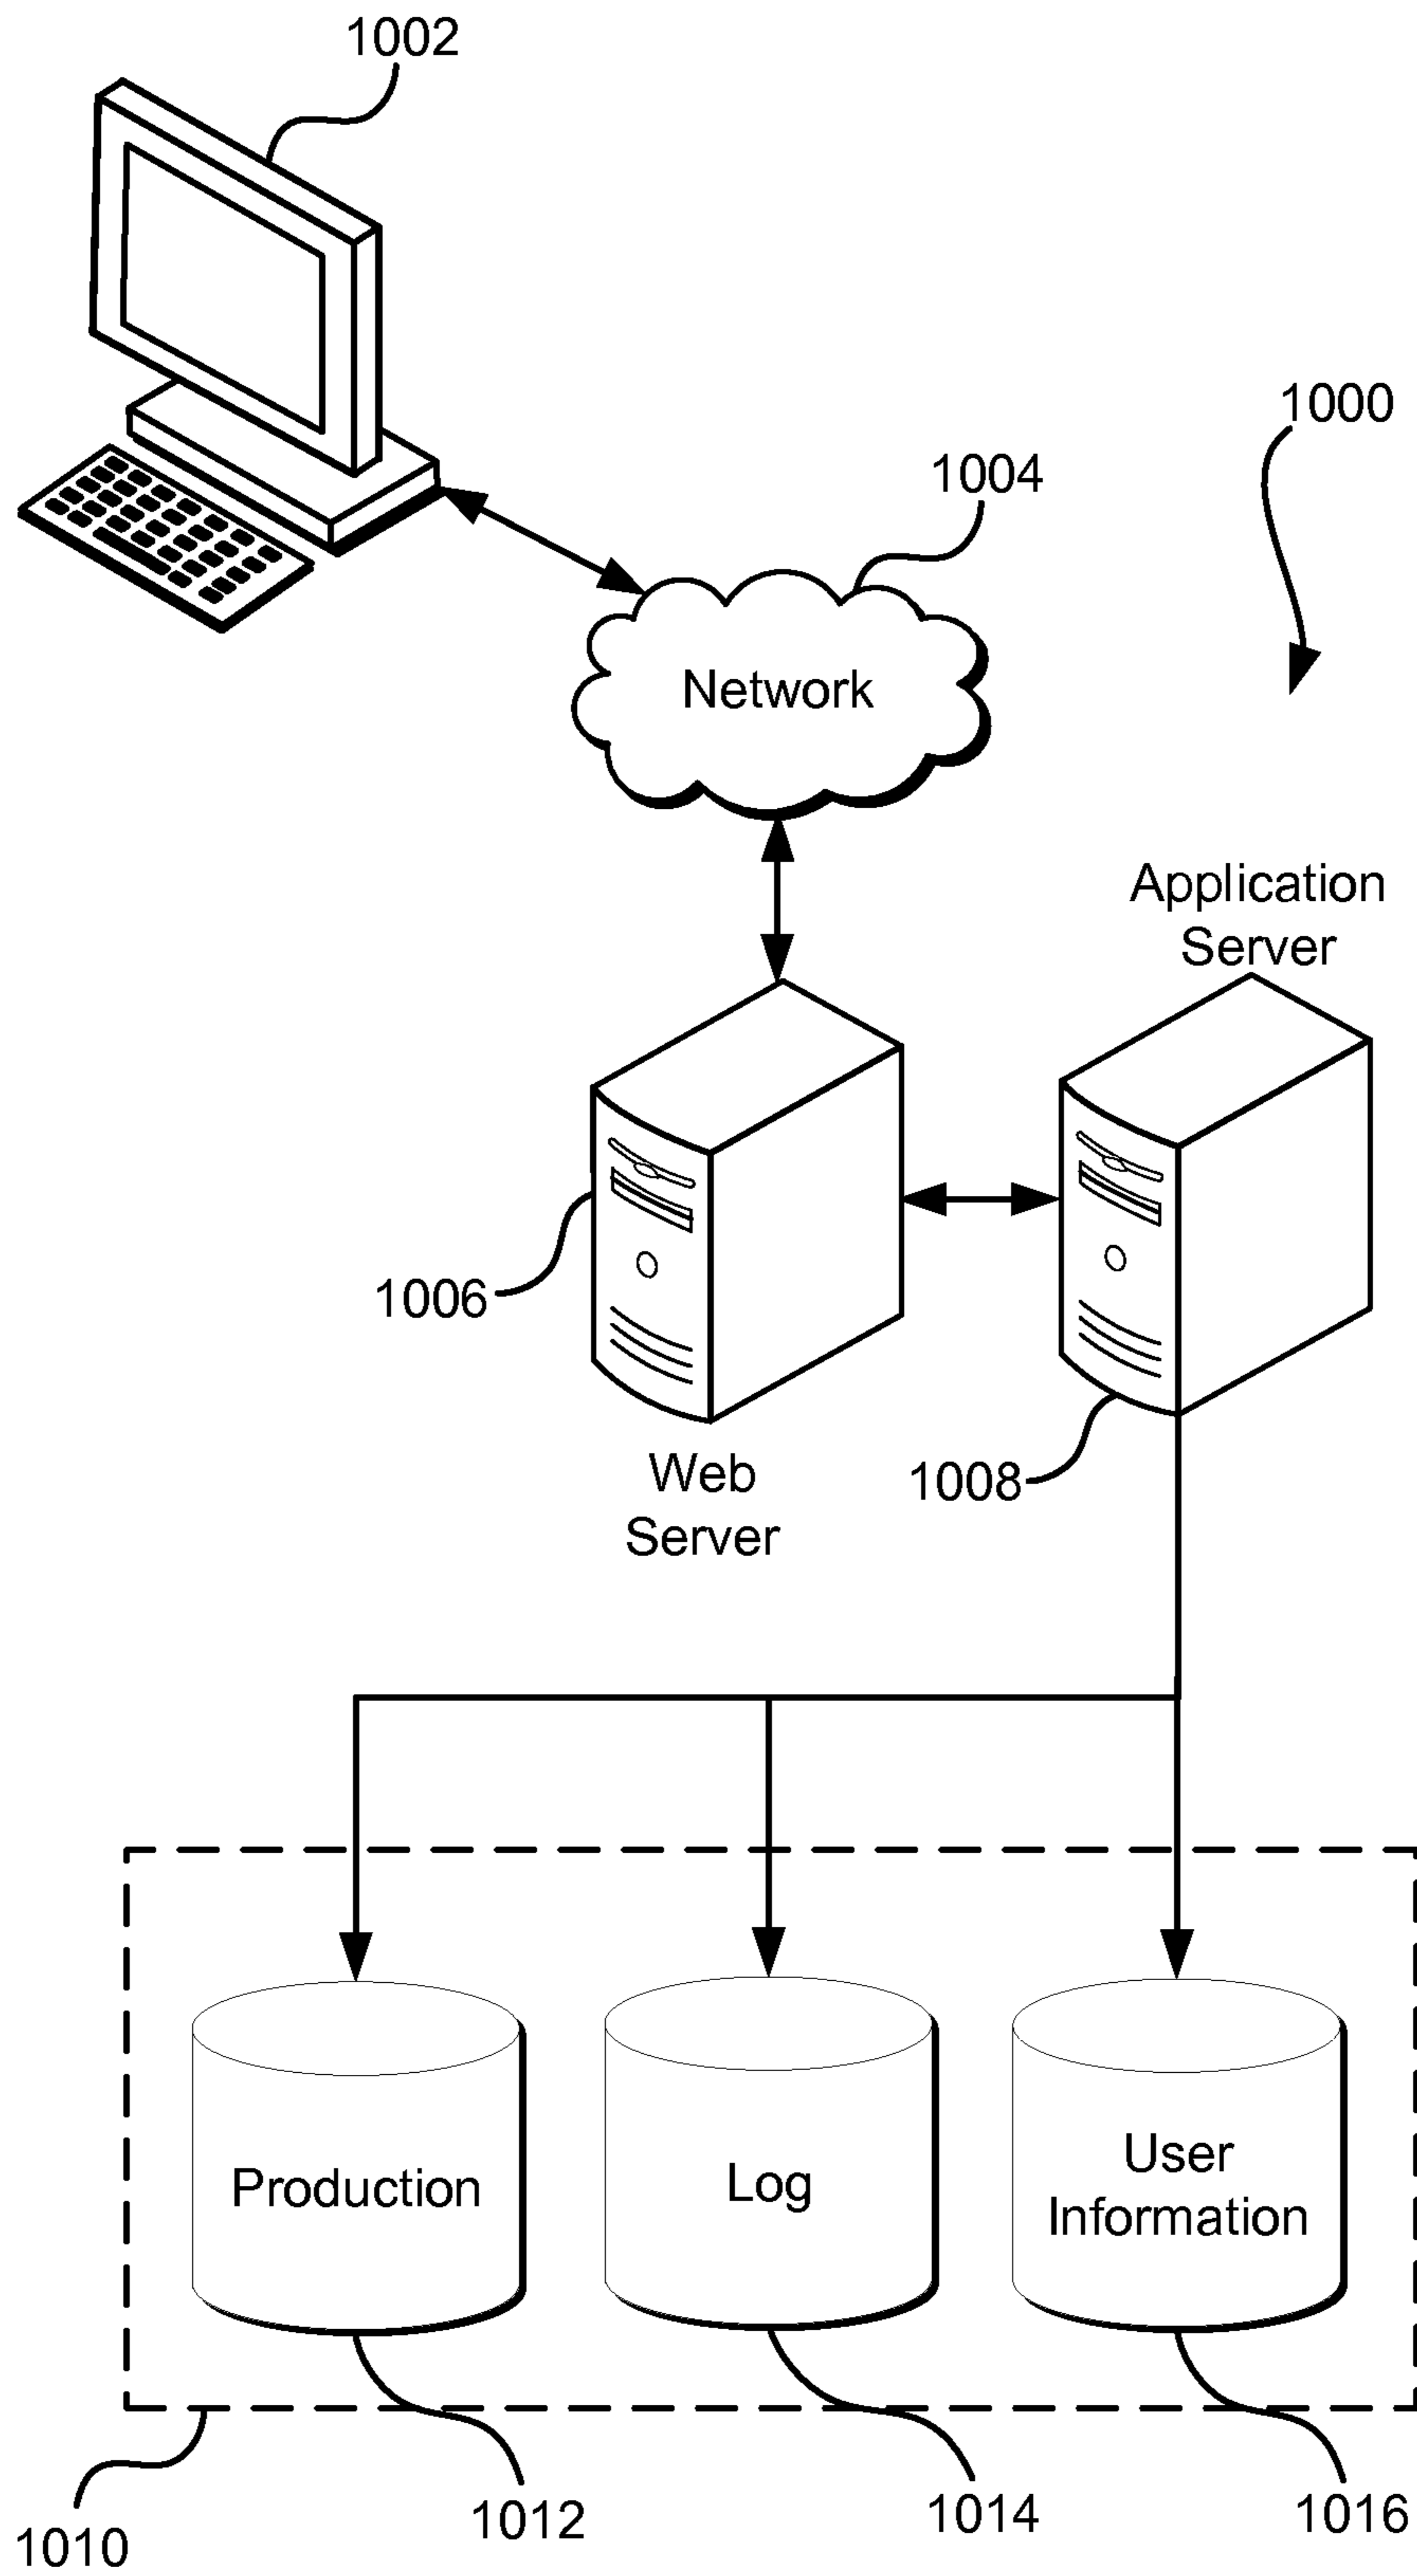 1002
1000
1004
Network
Application
Server
1006
Web
Server
1008
Production
Log
User
Information
1010
1012
1014
1016